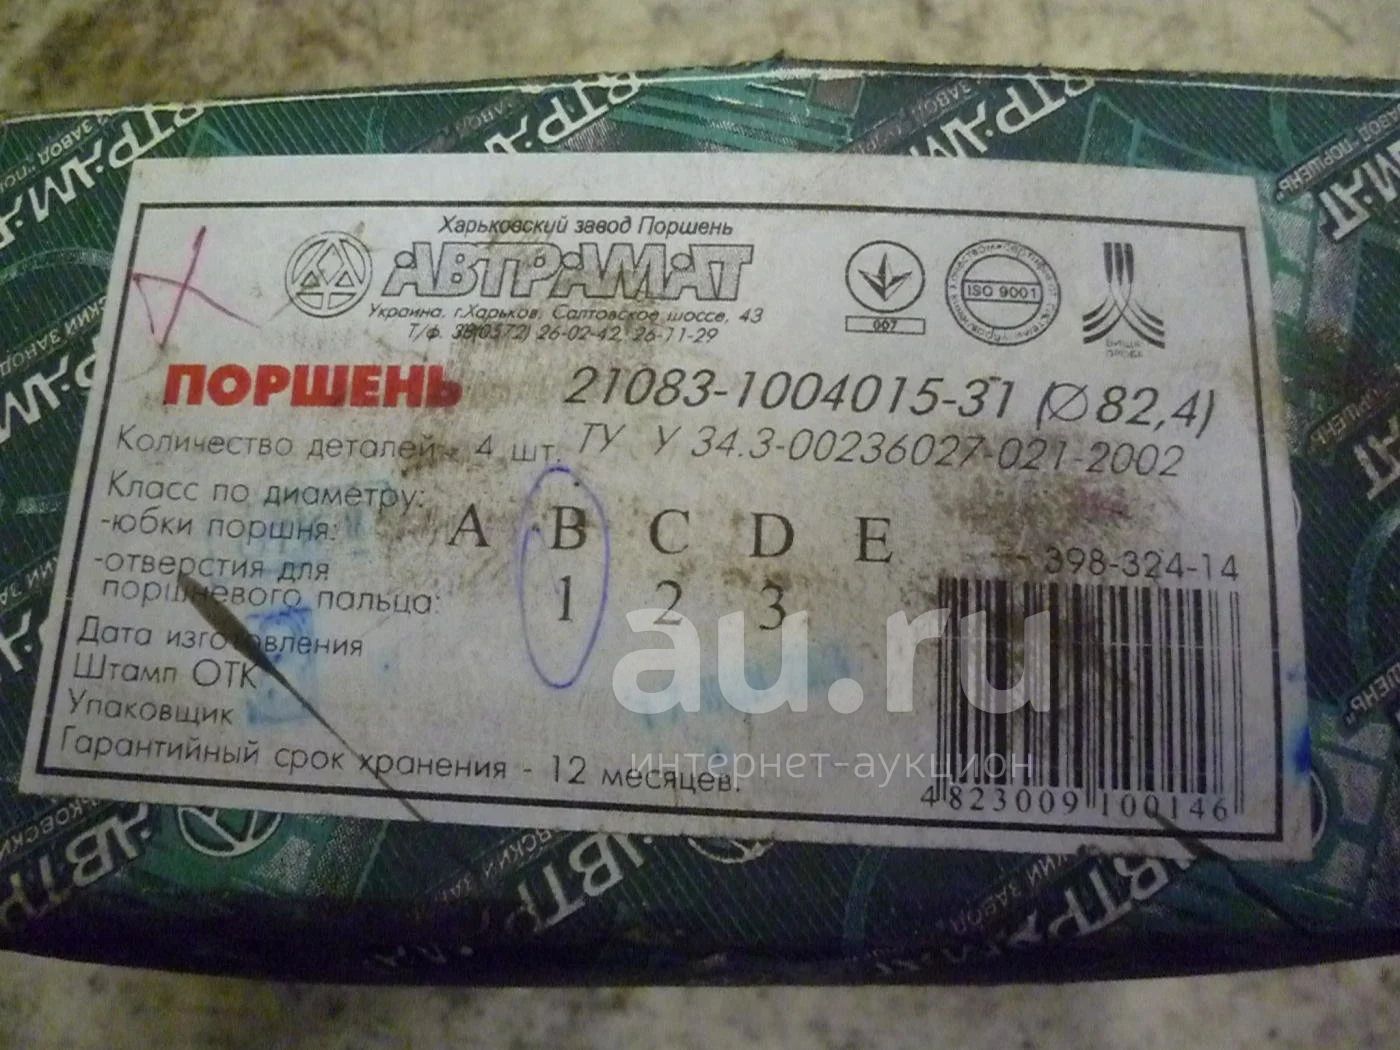 Харьковский завод Поршень
АВТРАМАТ
Украина, г.Харьков, Салтовское шоссе, 43
Т/ф. 38(0572) 26-02-42, 26-71-29
007
ISO 9001
ВИЩА ПРОБА
ПОРШЕНЬ 21083-1004015-31 (∅82,4)
Количество деталей - 4 шт. ТУ У 34.3-00236027-021-2002
Класс по диаметру:
-юбки поршня: A B C D E
-отверстия для
поршневого пальца: 1 2 3
398-324-14
Дата изготовления
Штамп ОТК
Упаковщик
Гарантийный срок хранения - 12 месяцев.
4 823009 100146
au.ru
интернет-аукцион